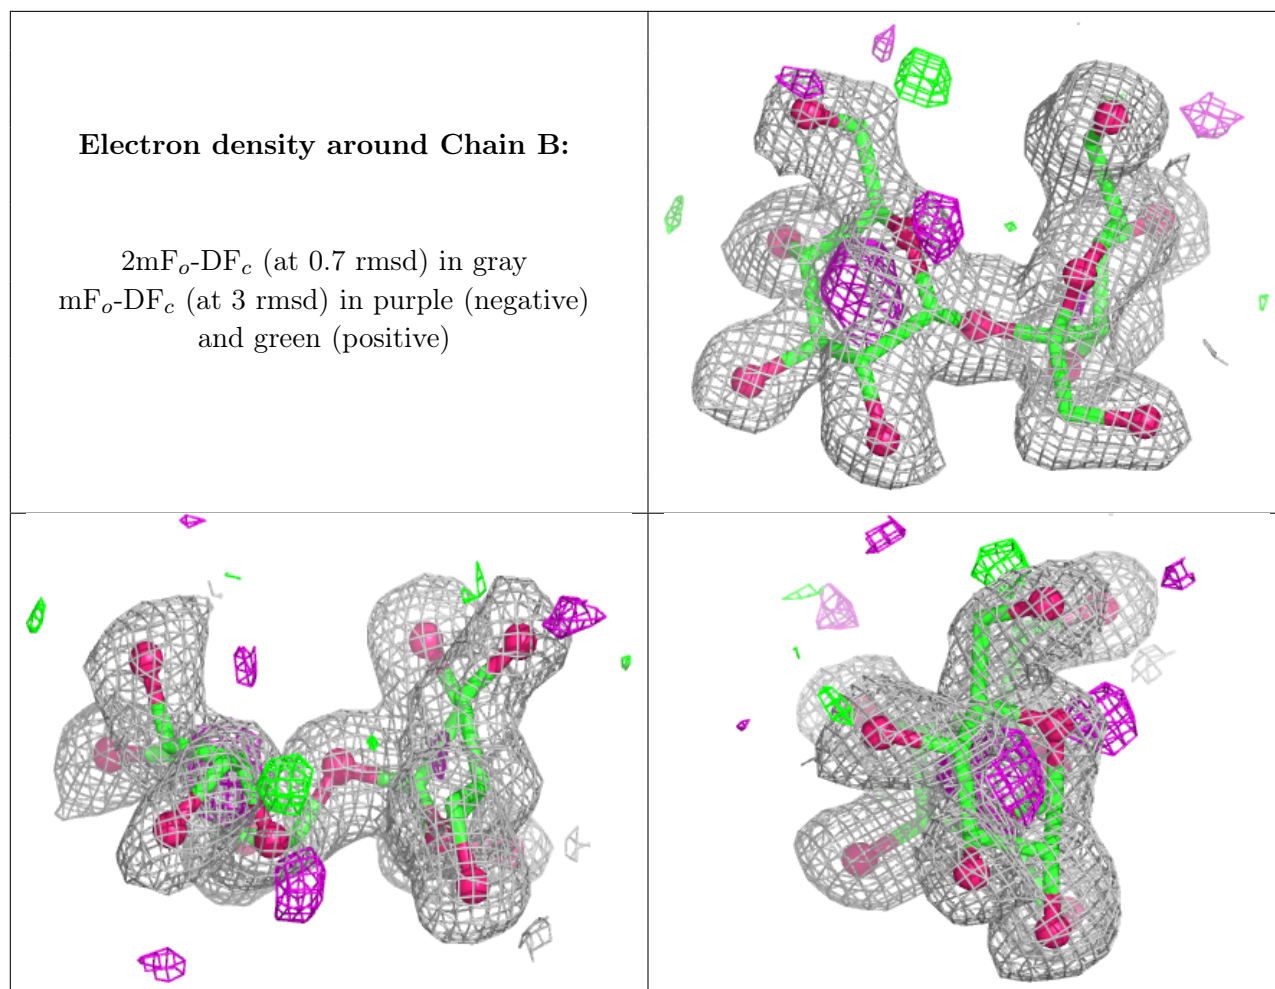 Electron density around Chain B:
2mFo-DFc (at 0.7 rmsd) in gray
mFo-DFc (at 3 rmsd) in purple (negative)
and green (positive)